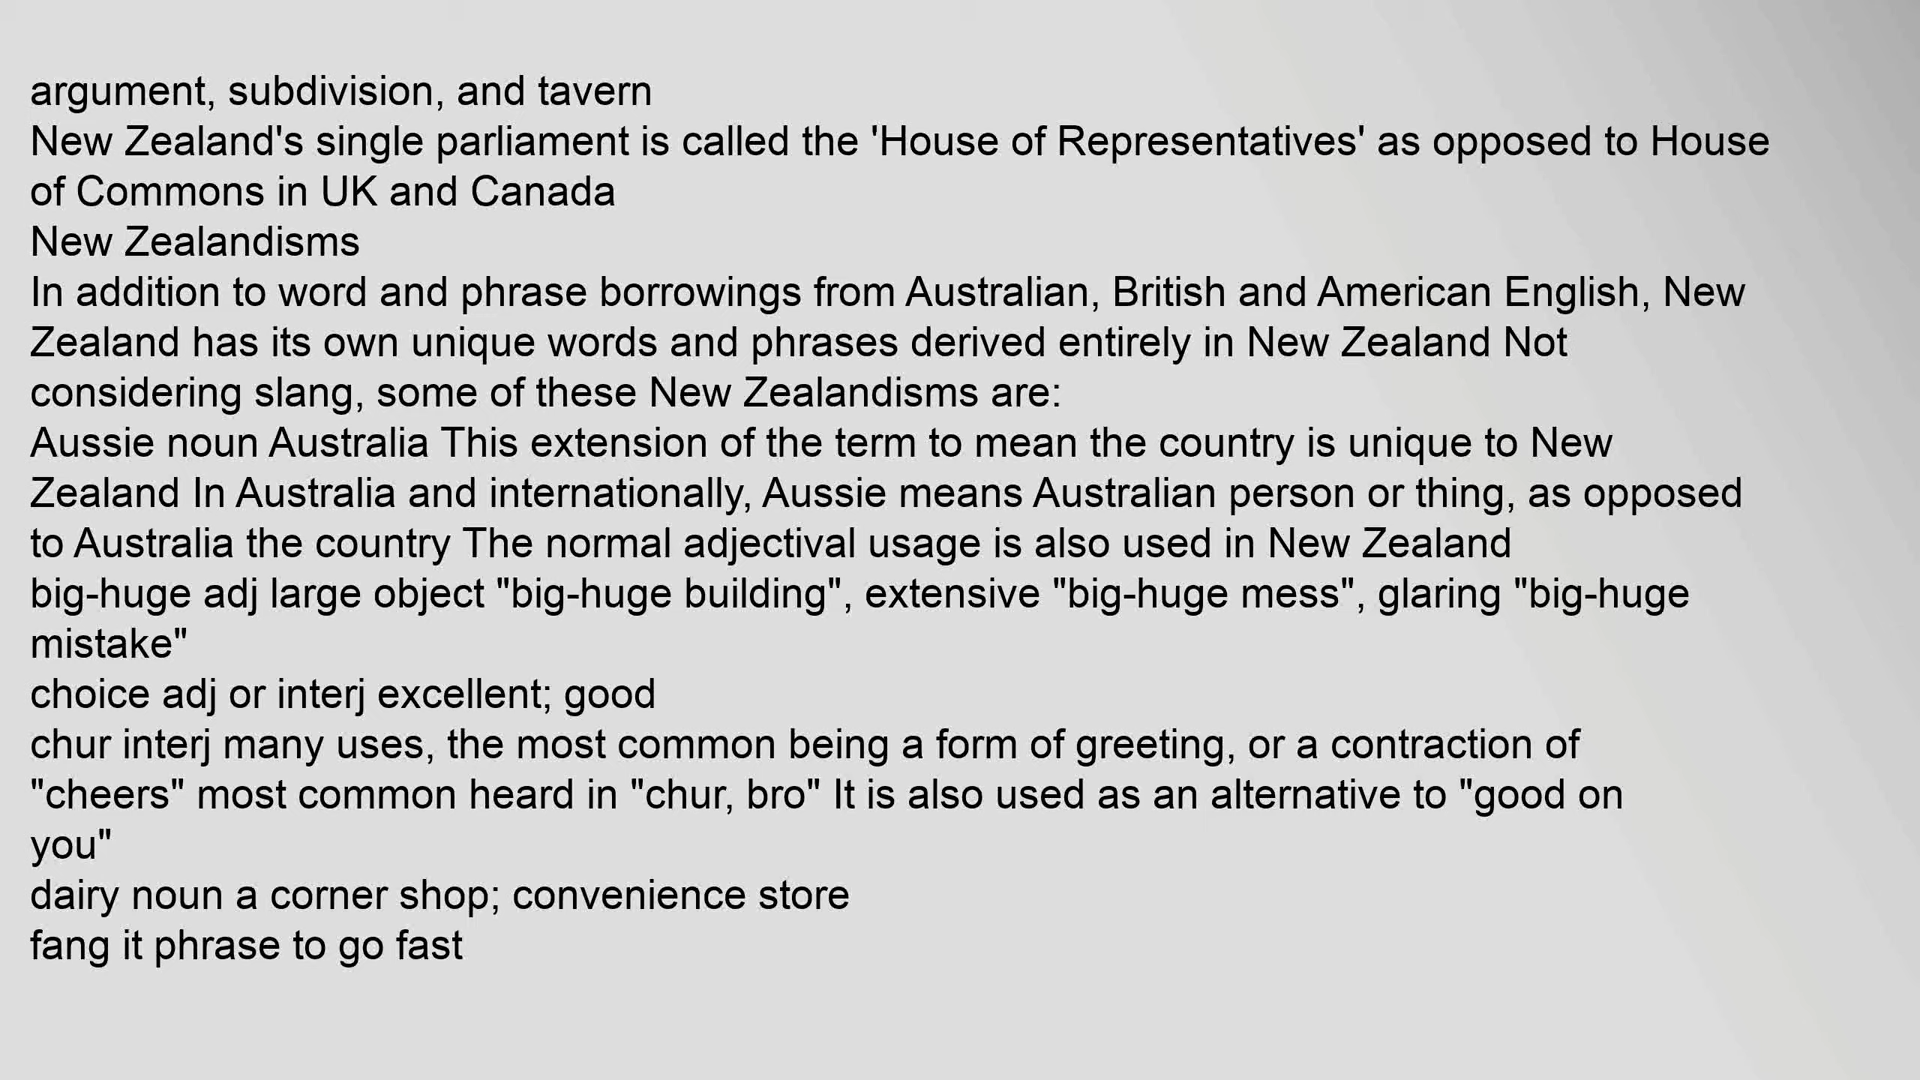 argument, subdivision, and tavern
New Zealand's single parliament is called the 'House of Representatives' as opposed to House
of Commons in UK and Canada
New Zealandisms
In addition to word and phrase borrowings from Australian, British and American English, New
Zealand has its own unique words and phrases derived entirely in New Zealand Not
considering slang, some of these New Zealandisms are:
Aussie noun Australia This extension of the term to mean the country is unique to New
Zealand In Australia and internationally, Aussie means Australian person or thing, as opposed
to Australia the country The normal adjectival usage is also used in New Zealand
big-huge adj large object "big-huge building", extensive "big-huge mess", glaring "big-huge
mistake"
choice adj or interj excellent; good
chur interj many uses, the most common being a form of greeting, or a contraction of
"cheers" most common heard in "chur, bro" It is also used as an alternative to "good on
you"
dairy noun a corner shop; convenience store
fang it phrase to go fast